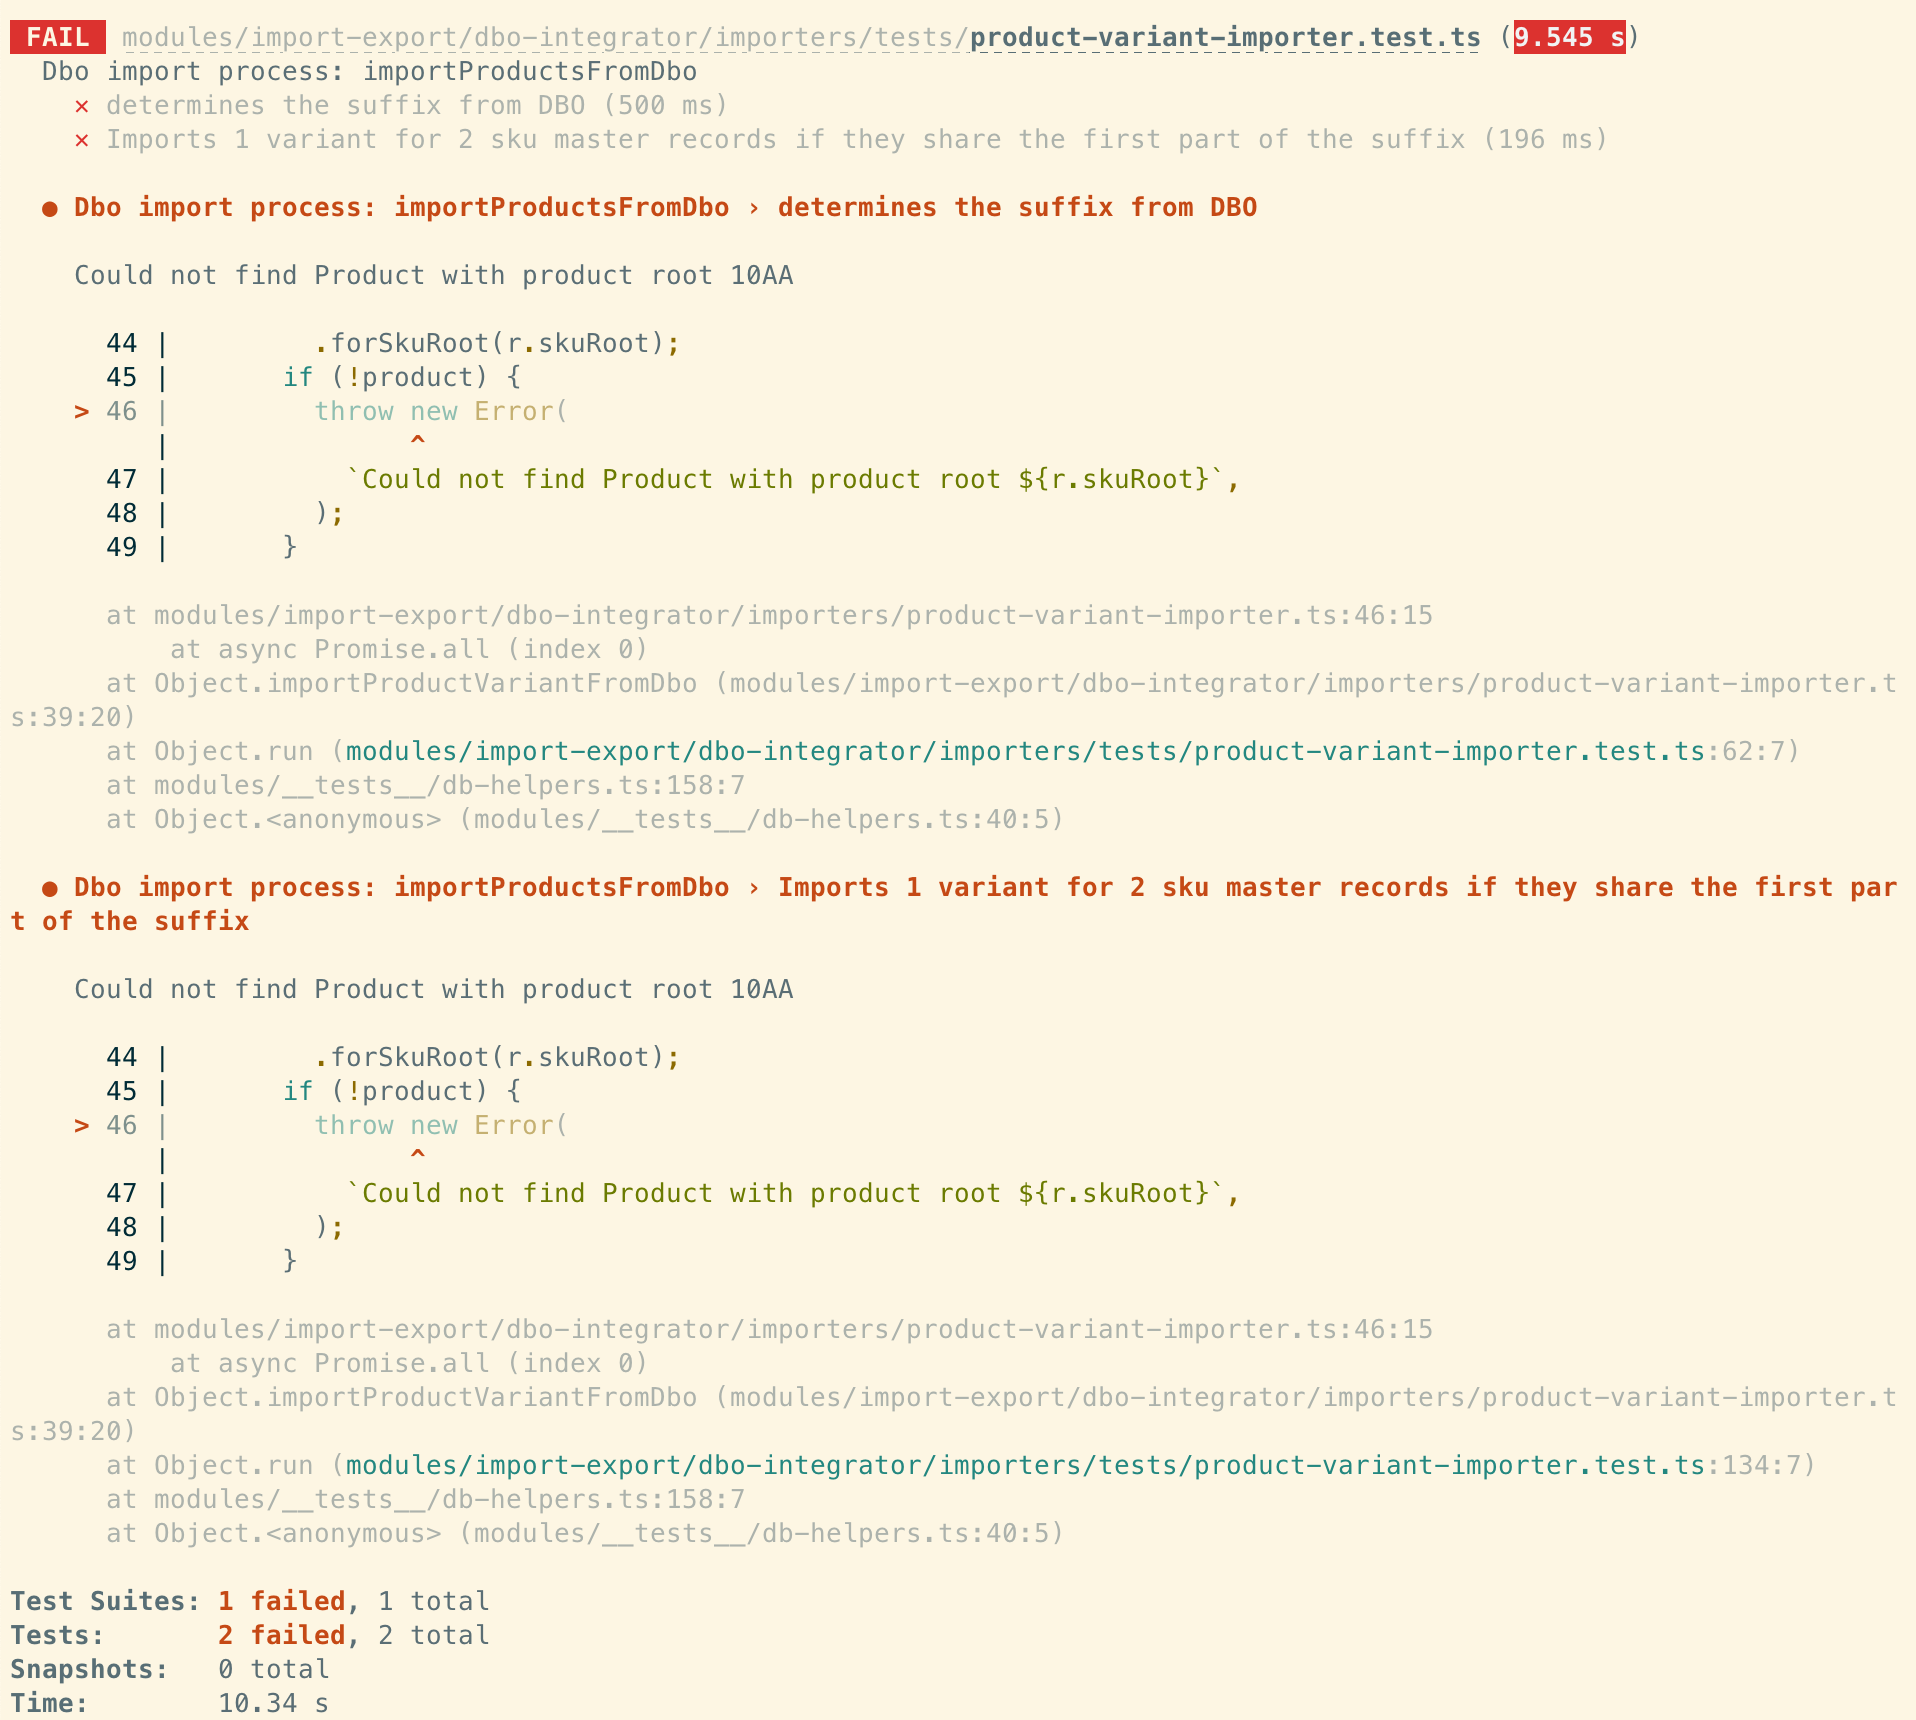 FAIL modules/import-export/dbo-integrator/importers/tests/product-variant-importer.test.ts (9.545 s)
  Dbo import process: importProductsFromDbo
    ✕ determines the suffix from DBO (500 ms)
    ✕ Imports 1 variant for 2 sku master records if they share the first part of the suffix (196 ms)

  ● Dbo import process: importProductsFromDbo › determines the suffix from DBO

    Could not find Product with product root 10AA

      44 |         .forSkuRoot(r.skuRoot);
      45 |       if (!product) {
    > 46 |         throw new Error(
         |               ^
      47 |           `Could not find Product with product root ${r.skuRoot}`,
      48 |         );
      49 |       }

      at modules/import-export/dbo-integrator/importers/product-variant-importer.ts:46:15
          at async Promise.all (index 0)
      at Object.importProductVariantFromDbo (modules/import-export/dbo-integrator/importers/product-variant-importer.t
s:39:20)
      at Object.run (modules/import-export/dbo-integrator/importers/tests/product-variant-importer.test.ts:62:7)
      at modules/__tests__/db-helpers.ts:158:7
      at Object.<anonymous> (modules/__tests__/db-helpers.ts:40:5)

  ● Dbo import process: importProductsFromDbo › Imports 1 variant for 2 sku master records if they share the first par
t of the suffix

    Could not find Product with product root 10AA

      44 |         .forSkuRoot(r.skuRoot);
      45 |       if (!product) {
    > 46 |         throw new Error(
         |               ^
      47 |           `Could not find Product with product root ${r.skuRoot}`,
      48 |         );
      49 |       }

      at modules/import-export/dbo-integrator/importers/product-variant-importer.ts:46:15
          at async Promise.all (index 0)
      at Object.importProductVariantFromDbo (modules/import-export/dbo-integrator/importers/product-variant-importer.t
s:39:20)
      at Object.run (modules/import-export/dbo-integrator/importers/tests/product-variant-importer.test.ts:134:7)
      at modules/__tests__/db-helpers.ts:158:7
      at Object.<anonymous> (modules/__tests__/db-helpers.ts:40:5)

Test Suites: 1 failed, 1 total
Tests:       2 failed, 2 total
Snapshots:   0 total
Time:        10.34 s